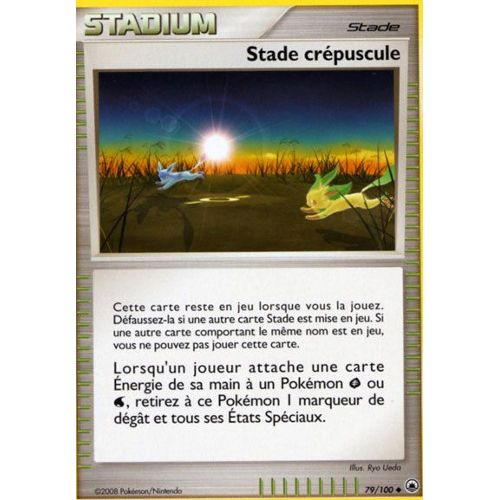 STADIUM
Stade
Stade crépuscule
Cette carte reste en jeu lorsque vous la jouez.
Défaussez-la si une autre carte Stade est mise en jeu. Si
une autre carte comportant le même nom est en jeu,
vous ne pouvez pas jouer cette carte.
Lorsqu'un joueur attache une carte
Énergie de sa main à un Pokémon ou
, retirez à ce Pokémon 1 marqueur de
dégât et tous ses États Spéciaux.
Illus. Ryo Ueda
©2008 Pokémon/Nintendo
79/100